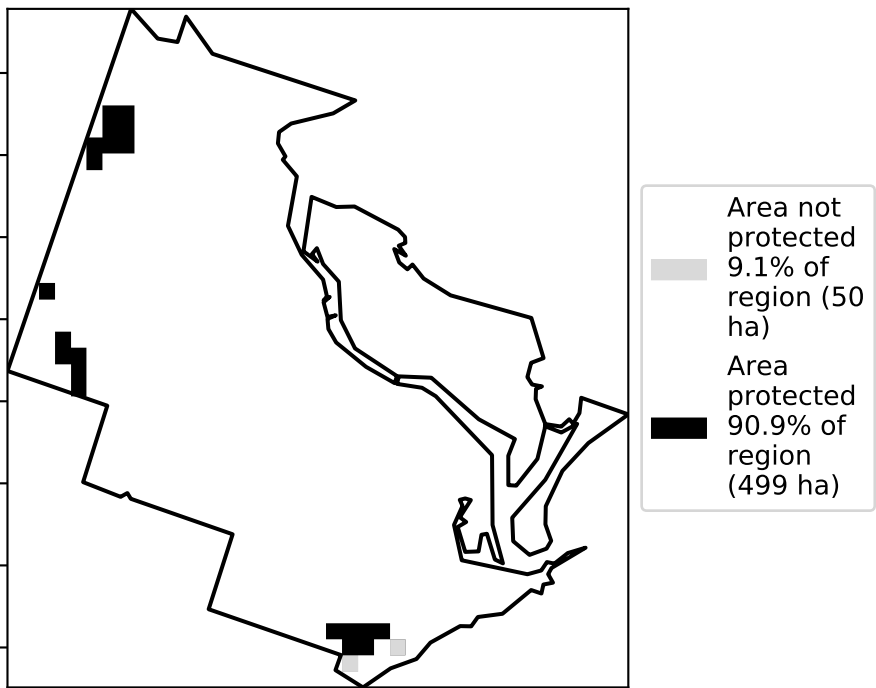 Area not
protected
9.1% of
region (50
ha)
Area
protected
90.9% of
region
(499 ha)